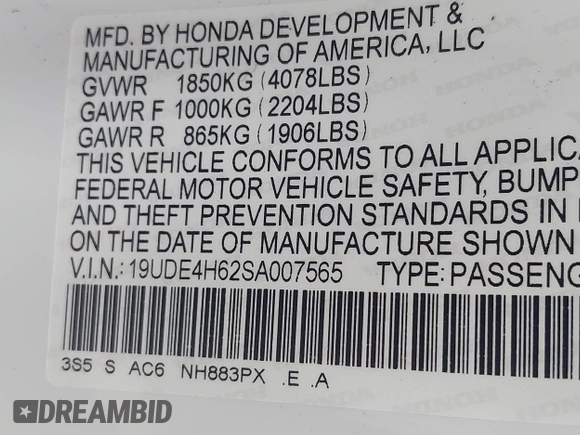 MFD. BY HONDA DEVELOPMENT &
MANUFACTURING OF AMERICA, LLC
GVWR 1850KG (4078LBS)
GAWR F 1000KG (2204LBS)
GAWR R 865KG (1906LBS)
THIS VEHICLE CONFORMS TO ALL APPLICA
FEDERAL MOTOR VEHICLE SAFETY, BUMP
AND THEFT PREVENTION STANDARDS IN
ON THE DATE OF MANUFACTURE SHOWN
V.I.N.: 19UDE4H62SA007565 TYPE: PASSENG
3S5 S AC6 NH883PX .E .A
DREAMBID